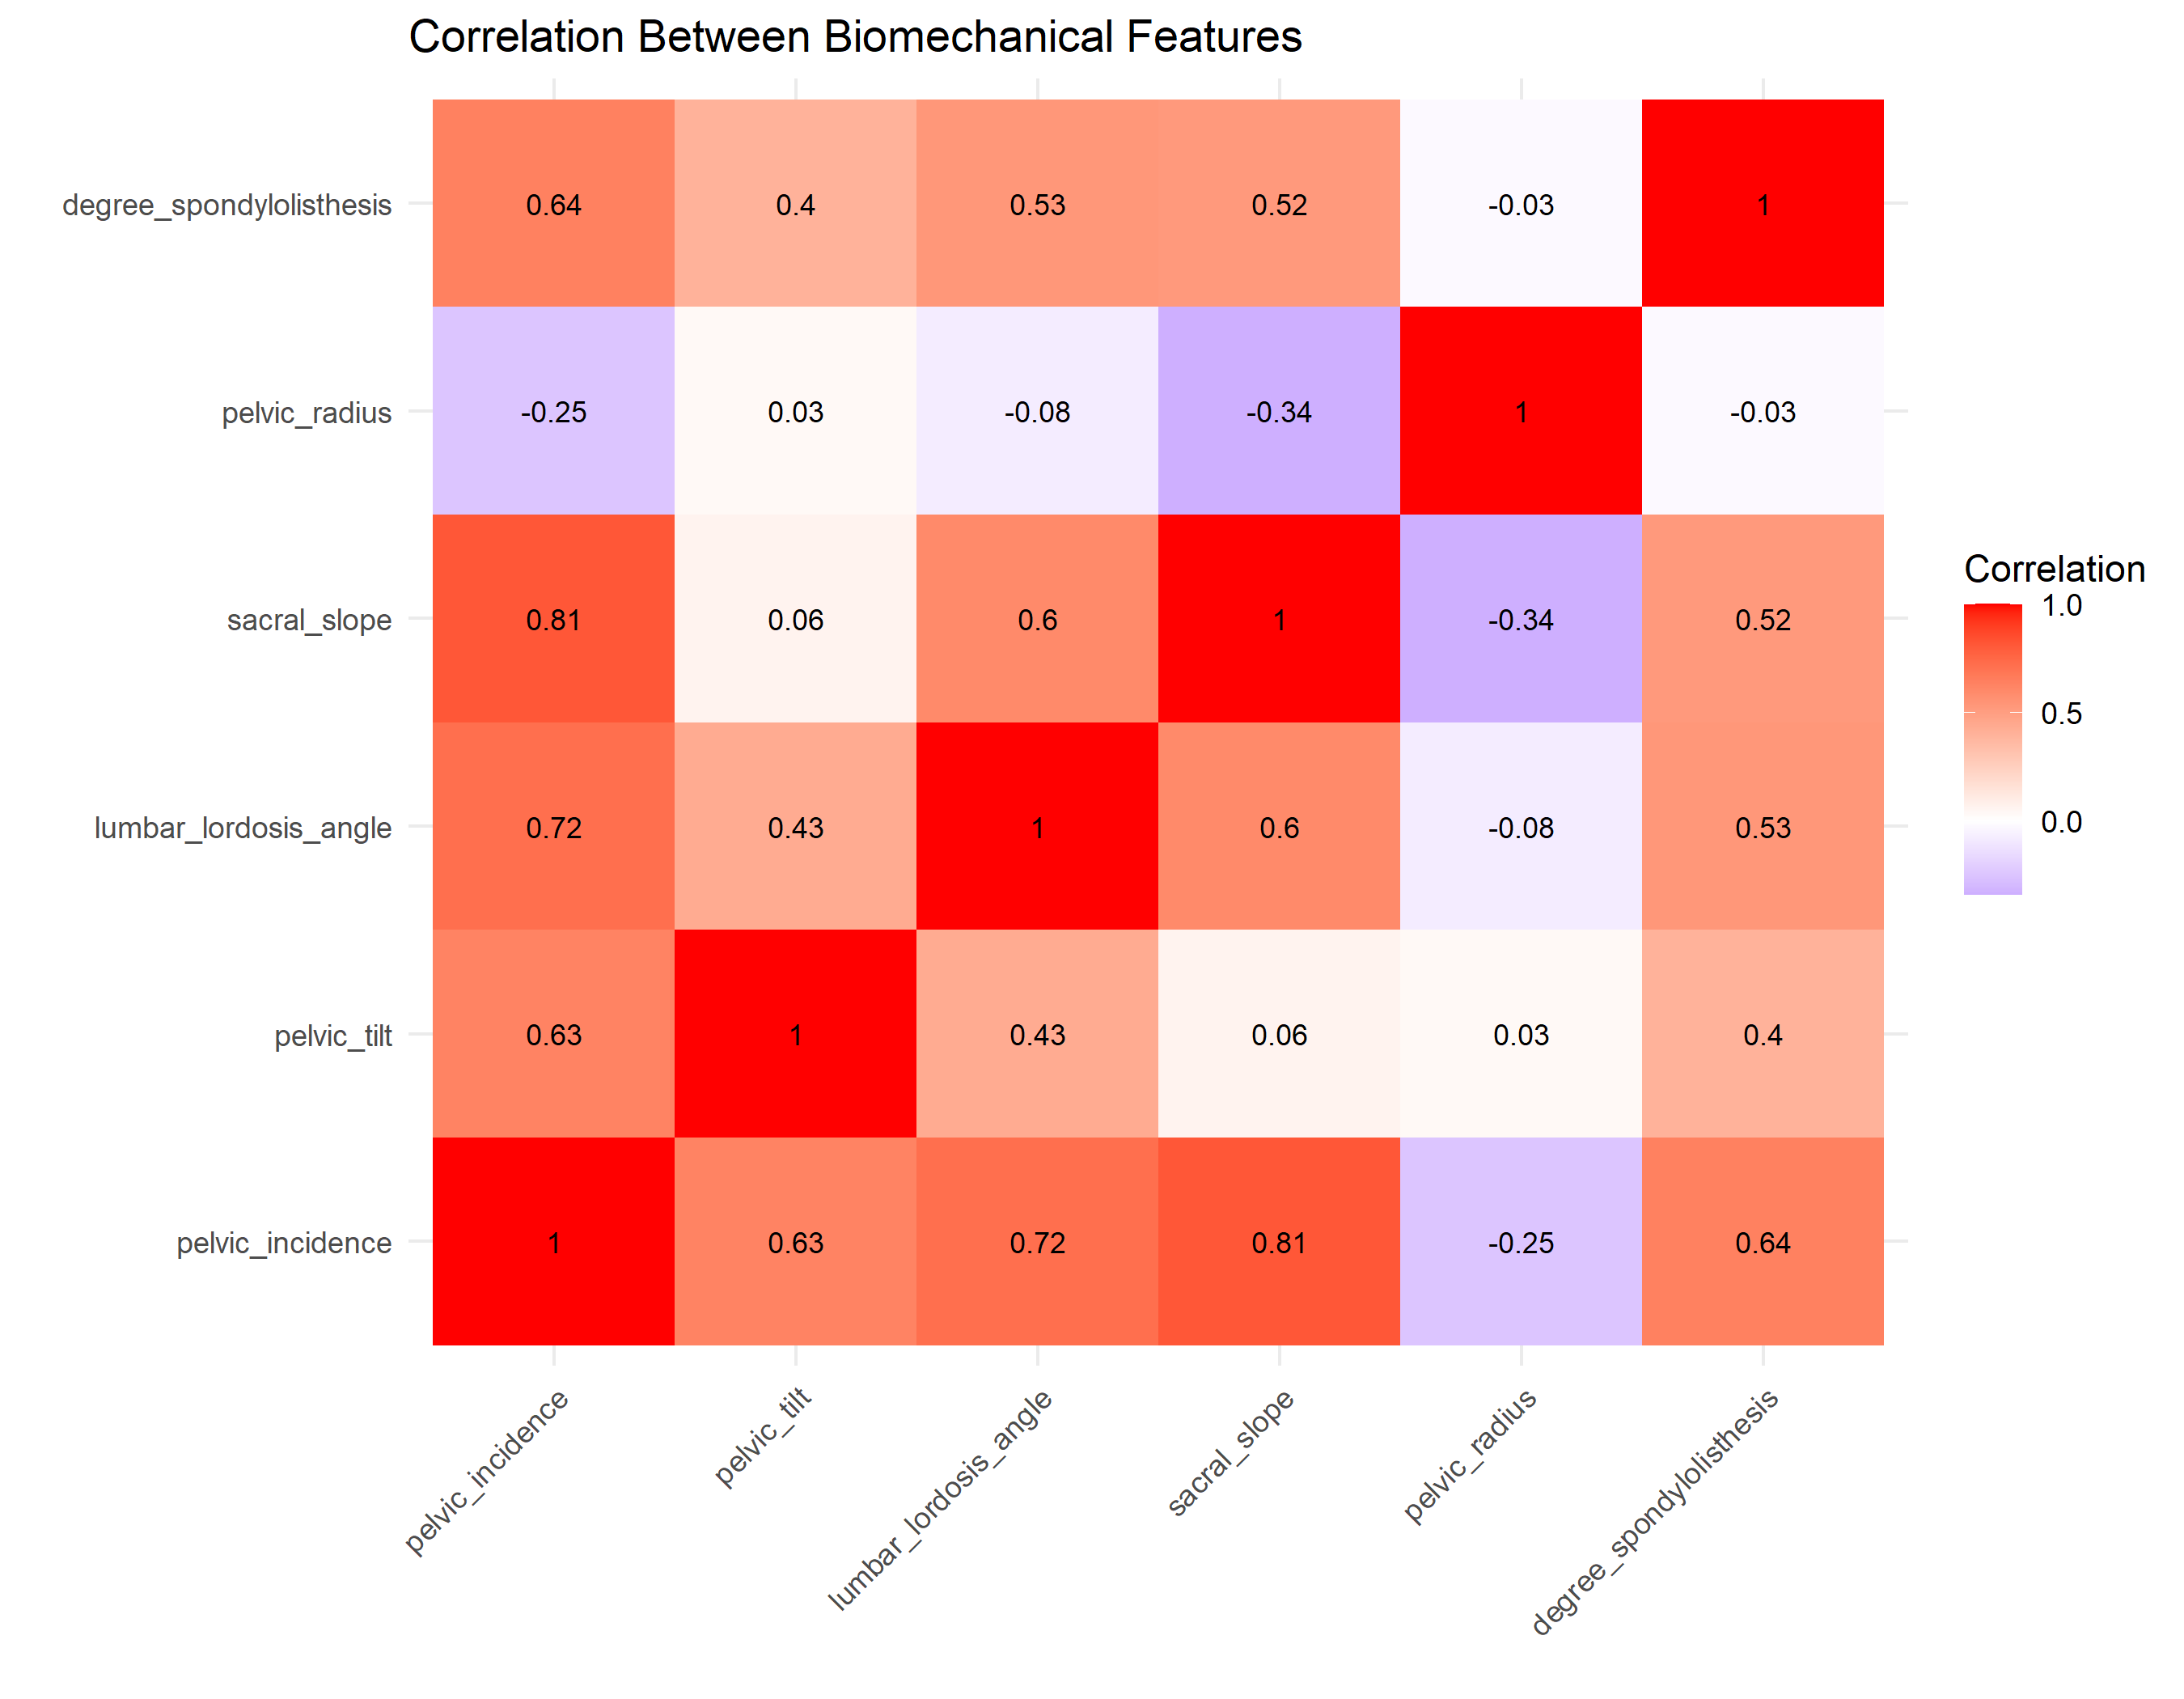 Correlation Between Biomechanical Features
degree_spondylolisthesis 0.64 0.4 0.53 0.52 -0.03 1
pelvic_radius -0.25 0.03 -0.08 -0.34 1 -0.03
sacral_slope 0.81 0.06 0.6 1 -0.34 0.52
lumbar_lordosis_angle 0.72 0.43 1 0.6 -0.08 0.53
pelvic_tilt 0.63 1 0.43 0.06 0.03 0.4
pelvic_incidence 1 0.63 0.72 0.81 -0.25 0.64
pelvic_incidence
pelvic_tilt
lumbar_lordosis_angle
sacral_slope
pelvic_radius
degree_spondylolisthesis
Correlation
1.0
0.5
0.0